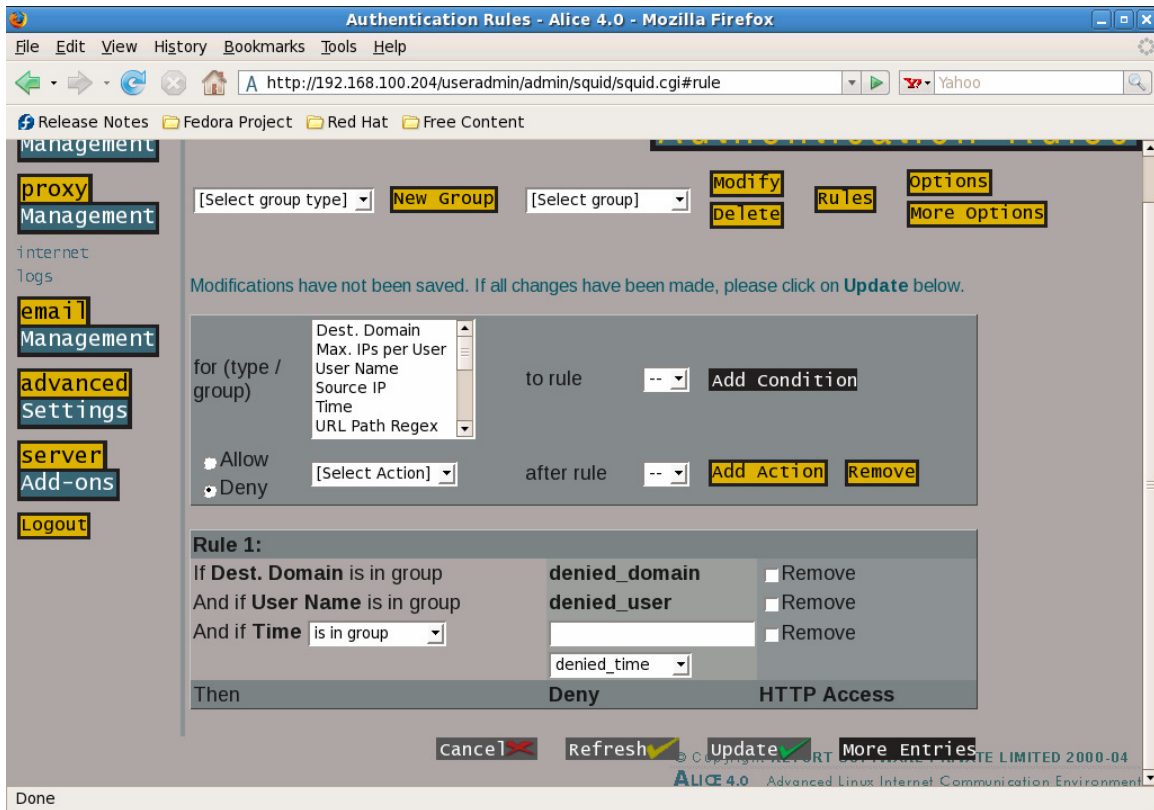 Authentication Rules - Alice 4.0 - Mozilla Firefox
File Edit View History Bookmarks Tools Help
http://192.168.100.204/useradmin/admin/squid/squid.cgi#rule
Yahoo
Release Notes Fedora Project Red Hat Free Content
Management
Authentication Rules
proxy
Management
[Select group type] New Group [Select group] Modify Delete Rules Options More Options
internet
logs
Modifications have not been saved. If all changes have been made, please click on Update below.
email
Management
advanced
Settings
server
Add-ons
Logout
for (type / group)
Dest. Domain
Max. IPs per User
User Name
Source IP
Time
URL Path Regex
to rule -- Add Condition
Allow
Deny
[Select Action] after rule -- Add Action Remove
Rule 1:
If Dest. Domain is in group denied_domain Remove
And if User Name is in group denied_user Remove
And if Time is in group Remove
denied_time
Then Deny HTTP Access
Cancel Refresh Update More Entries
LIMITED 2000-04
ALICE 4.0 Advanced Linux Internet Communication Environment
Done